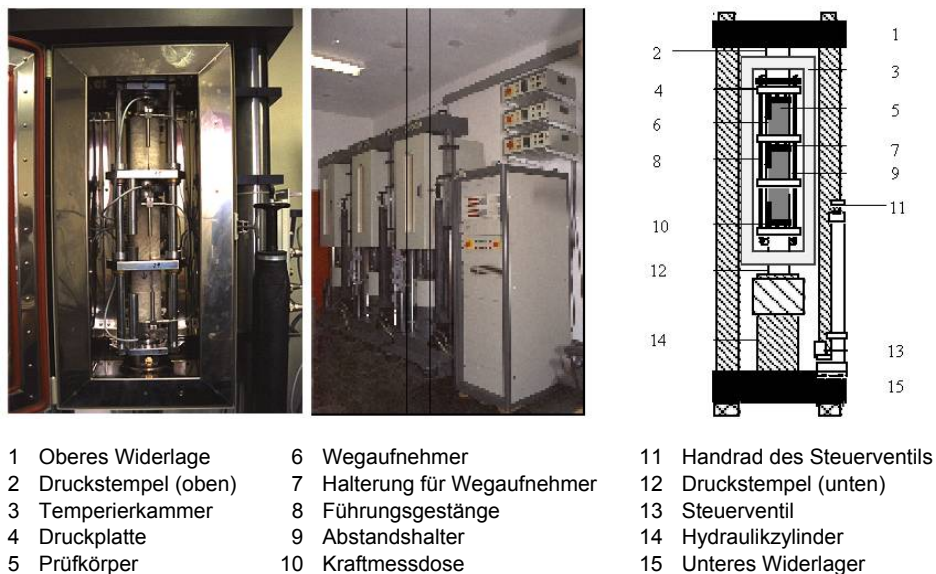 1
2
3
4
5
6
7
8
9
11
10
12
14
13
15
1 Oberes Widerlage
2 Druckstempel (oben)
3 Temperierkammer
4 Druckplatte
5 Prüfkörper
6 Wegaufnehmer
7 Halterung für Wegaufnehmer
8 Führungsgestänge
9 Abstandshalter
10 Kraftmessdose
11 Handrad des Steuerventils
12 Druckstempel (unten)
13 Steuerventil
14 Hydraulikzylinder
15 Unteres Widerlager